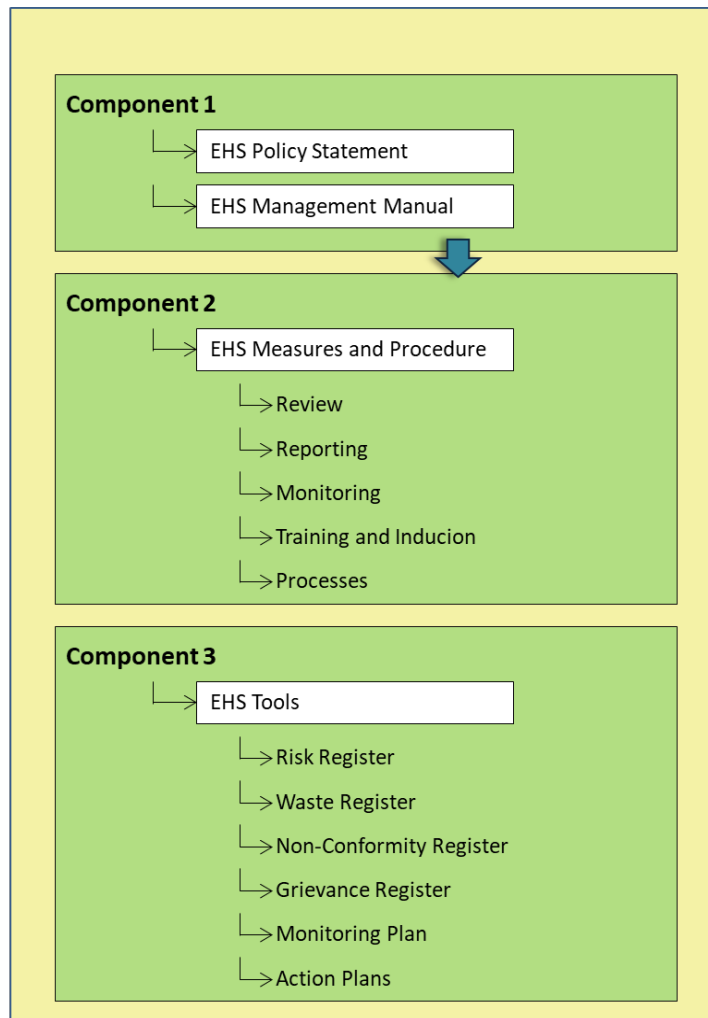 Component 1
EHS Policy Statement
EHS Management Manual
Component 2
EHS Measures and Procedure
Review
Reporting
Monitoring
Training and Inducion
Processes
Component 3
EHS Tools
Risk Register
Waste Register
Non-Conformity Register
Grievance Register
Monitoring Plan
Action Plans